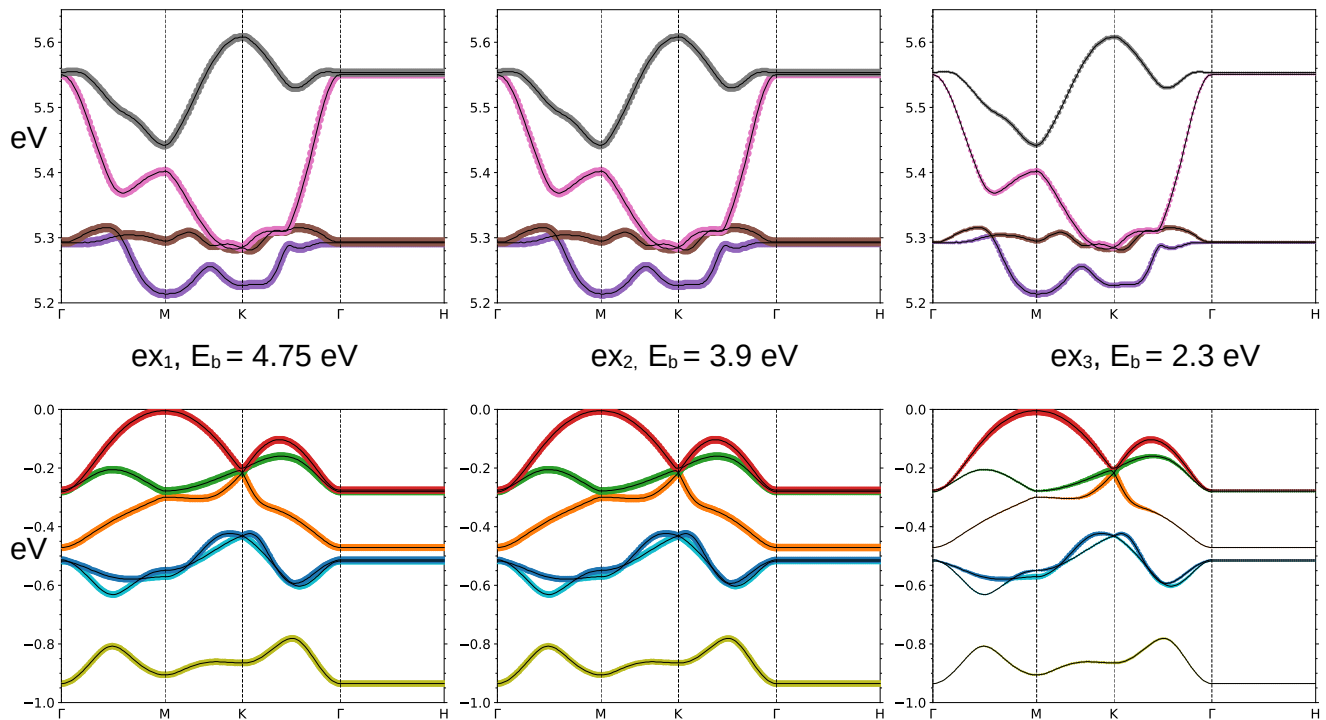 5.6 5.6 5.6
5.5 5.5 5.5
eV
5.4 5.4 5.4
5.3 5.3 5.3
5.2 5.2 5.2
Γ M K Γ H Γ M K Γ H Γ M K Γ H
ex₁, E_b = 4.75 eV ex₂, E_b = 3.9 eV ex₃, E_b = 2.3 eV
0.0 0.0 0.0
−0.2 −0.2 −0.2
−0.4 −0.4 −0.4
eV
−0.6 −0.6 −0.6
−0.8 −0.8 −0.8
−1.0 −1.0 −1.0
Γ M K Γ H Γ M K Γ H Γ M K Γ H